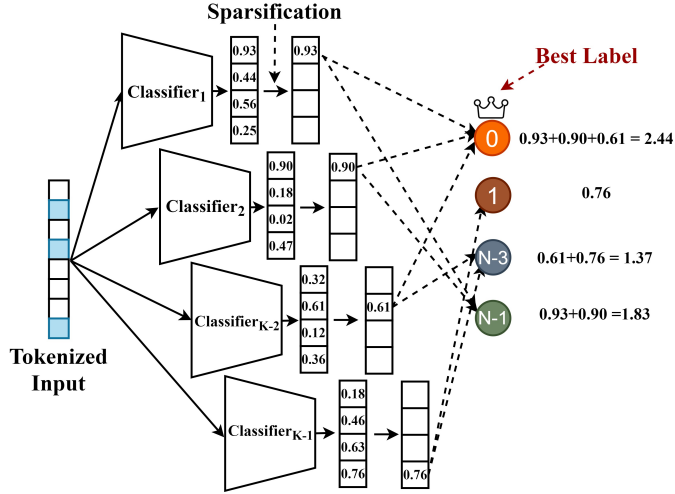 Sparsification
Best Label
Classifier1
0.93
0.44
0.56
0.25
0.93
0
0.93+0.90+0.61 = 2.44
Classifier2
0.90
0.18
0.02
0.47
0.90
1
0.76
ClassifierK-2
0.32
0.61
0.12
0.36
0.61
N-3
0.61+0.76 = 1.37
N-1
0.93+0.90 =1.83
Tokenized
Input
ClassifierK-1
0.18
0.46
0.63
0.76
0.76